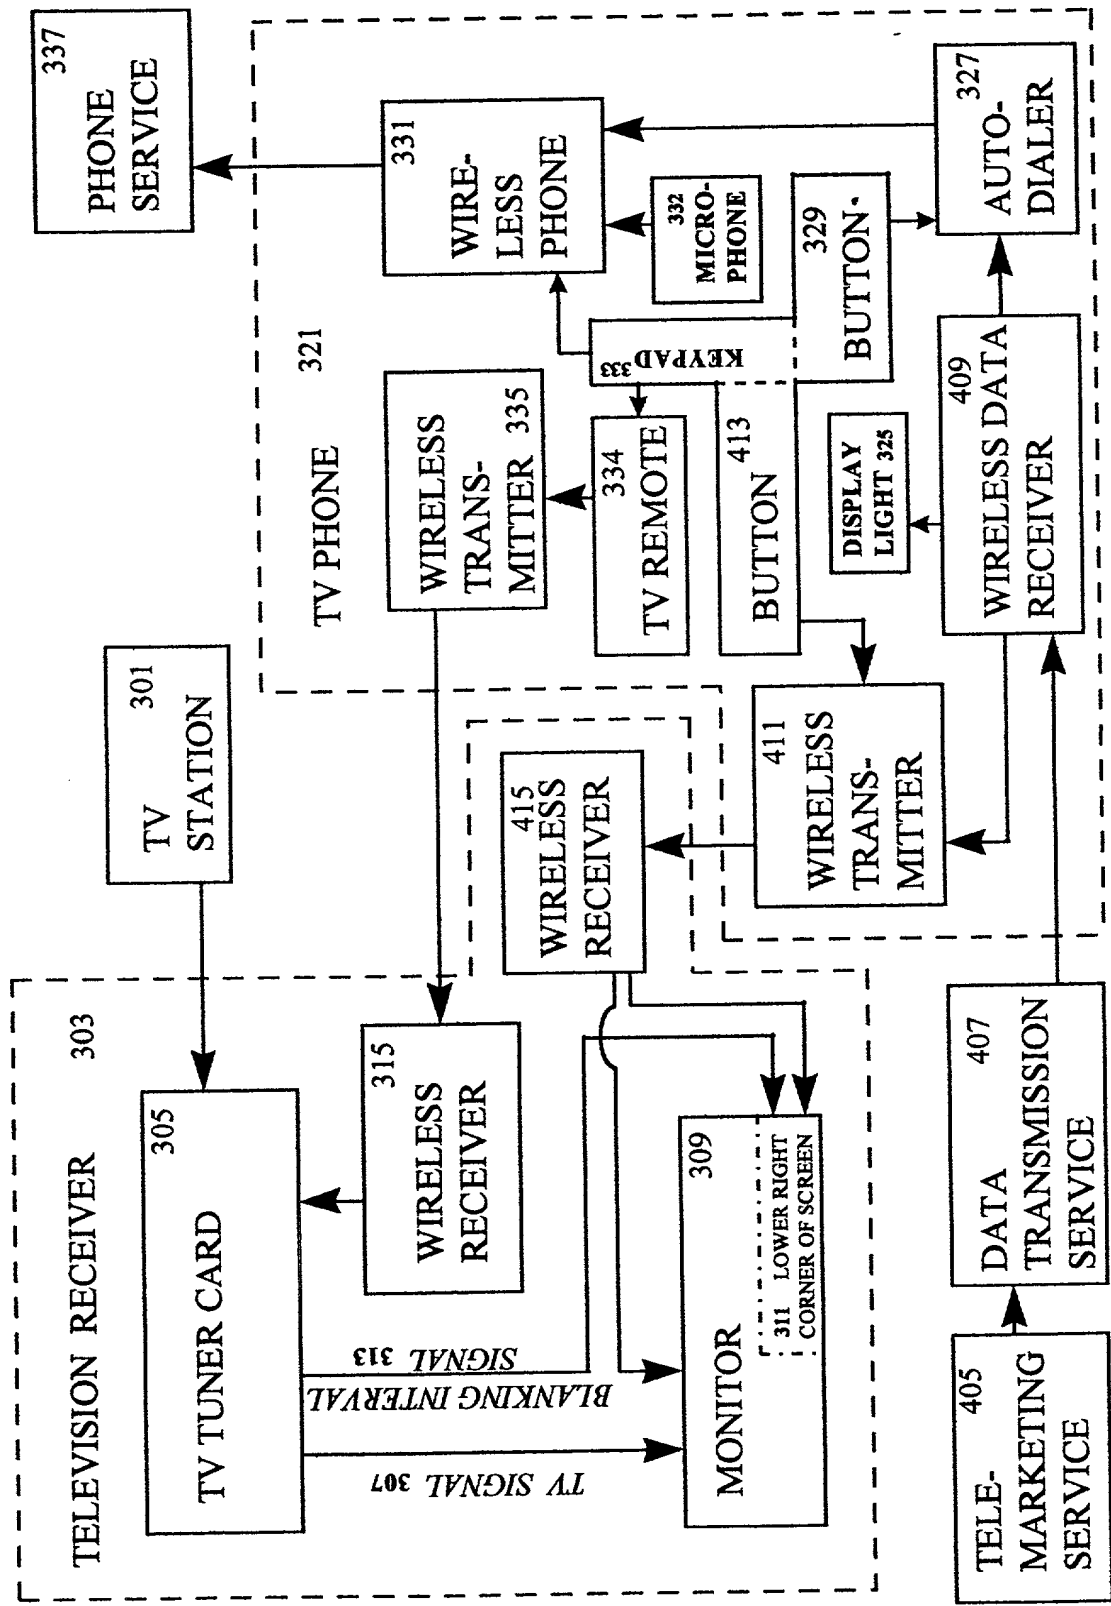 TELEVISION RECEIVER 303
305
TV TUNER CARD
TV SIGNAL 307
BLANKING INTERVAL
SIGNAL 313
315
WIRELESS
RECEIVER
309
MONITOR
311 LOWER RIGHT
CORNER OF SCREEN
405
TELE-
MARKETING
SERVICE
407
DATA
TRANSMISSION
SERVICE
301
TV
STATION
415
WIRELESS
RECEIVER
411
WIRELESS
TRANS-
MITTER
TV PHONE 321
WIRELESS
TRANS-
MITTER 335
334
TV REMOTE
413
BUTTON
DISPLAY
LIGHT 325
409
WIRELESS DATA
RECEIVER
KEYPAD 333
329
BUTTON
332
MICRO-
PHONE
331
WIRE-
LESS
PHONE
327
AUTO-
DIALER
337
PHONE
SERVICE